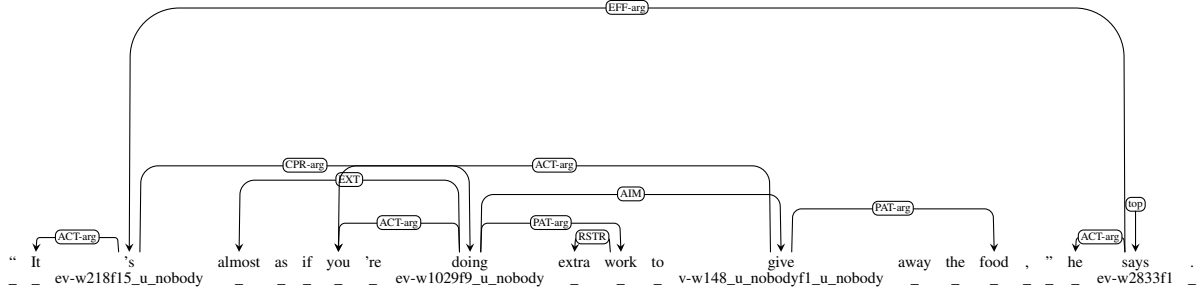 EFF-arg
CPR-arg ACT-arg
EXT
AIM
top
PAT-arg
ACT-arg PAT-arg
ACT-arg RSTR ACT-arg
“ It 's almost as if you 're doing extra work to give away the food , ” he says .
_ _ ev-w218f15_u_nobody _ _ _ _ _ ev-w1029f9_u_nobody _ _ _ v-w148_u_nobodyf1_u_nobody _ _ _ _ _ _ ev-w2833f1 _